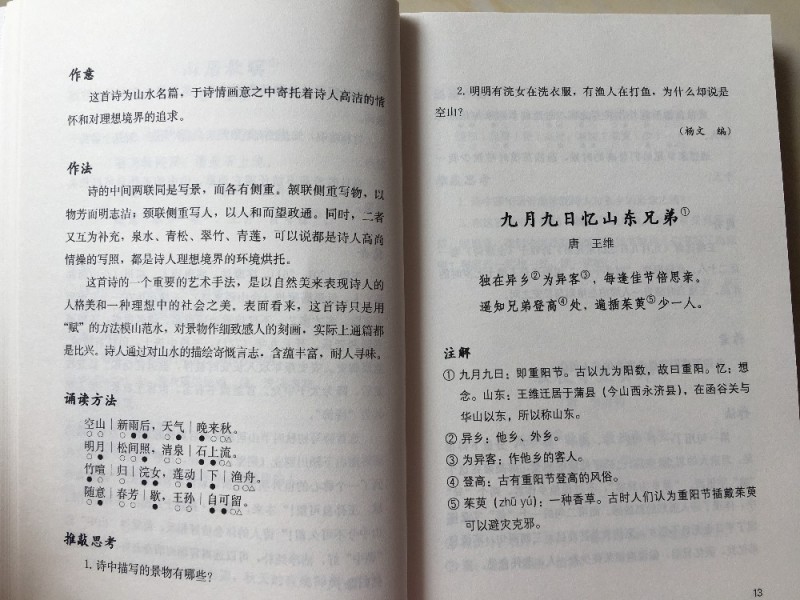 作意
这首诗为山水名篇，于诗情画意之中寄托着诗人高洁的情
怀和对理想境界的追求。
作法
诗的中间两联同是写景，而各有侧重。颔联侧重写物，以
物芳而明志洁；颈联侧重写人，以人和而望政通。同时，二者
又互为补充，泉水、青松、翠竹、青莲，可以说都是诗人高尚
情操的写照，都是诗人理想境界的环境烘托。
这首诗的一个重要的艺术手法，是以自然美来表现诗人的
人格美和一种理想中的社会之美。表面看来，这首诗只是用
“赋”的方法模山范水，对景物作细致感人的刻画，实际上通篇都
是比兴。诗人通过对山水的描绘寄慨言志，含蕴丰富，耐人寻味。
诵读方法
空山｜新雨后，天气｜晚来秋。
明月｜松间照，清泉｜石上流。
竹喧｜归｜浣女，莲动｜下｜渔舟。
随意｜春芳｜歇，王孙｜自可留。
推敲思考
1. 诗中描写的景物有哪些？
2. 明明有浣女在洗衣服，有渔人在打鱼，为什么却说是
空山？
（杨文 编）
九月九日忆山东兄弟①
唐 王维
独在异乡②为异客③，每逢佳节倍思亲。
遥知兄弟登高④处，遍插茱萸⑤少一人。
注解
① 九月九日：即重阳节。古以九为阳数，故曰重阳。忆：想
念。山东：王维迁居于蒲县（今山西永济县），在函谷关与
华山以东，所以称山东。
② 异乡：他乡、外乡。
③ 为异客：作他乡的客人。
④ 登高：古有重阳节登高的风俗。
⑤ 茱萸（zhū yú）：一种香草。古时人们认为重阳节插戴茱萸
可以避灾克邪。
13